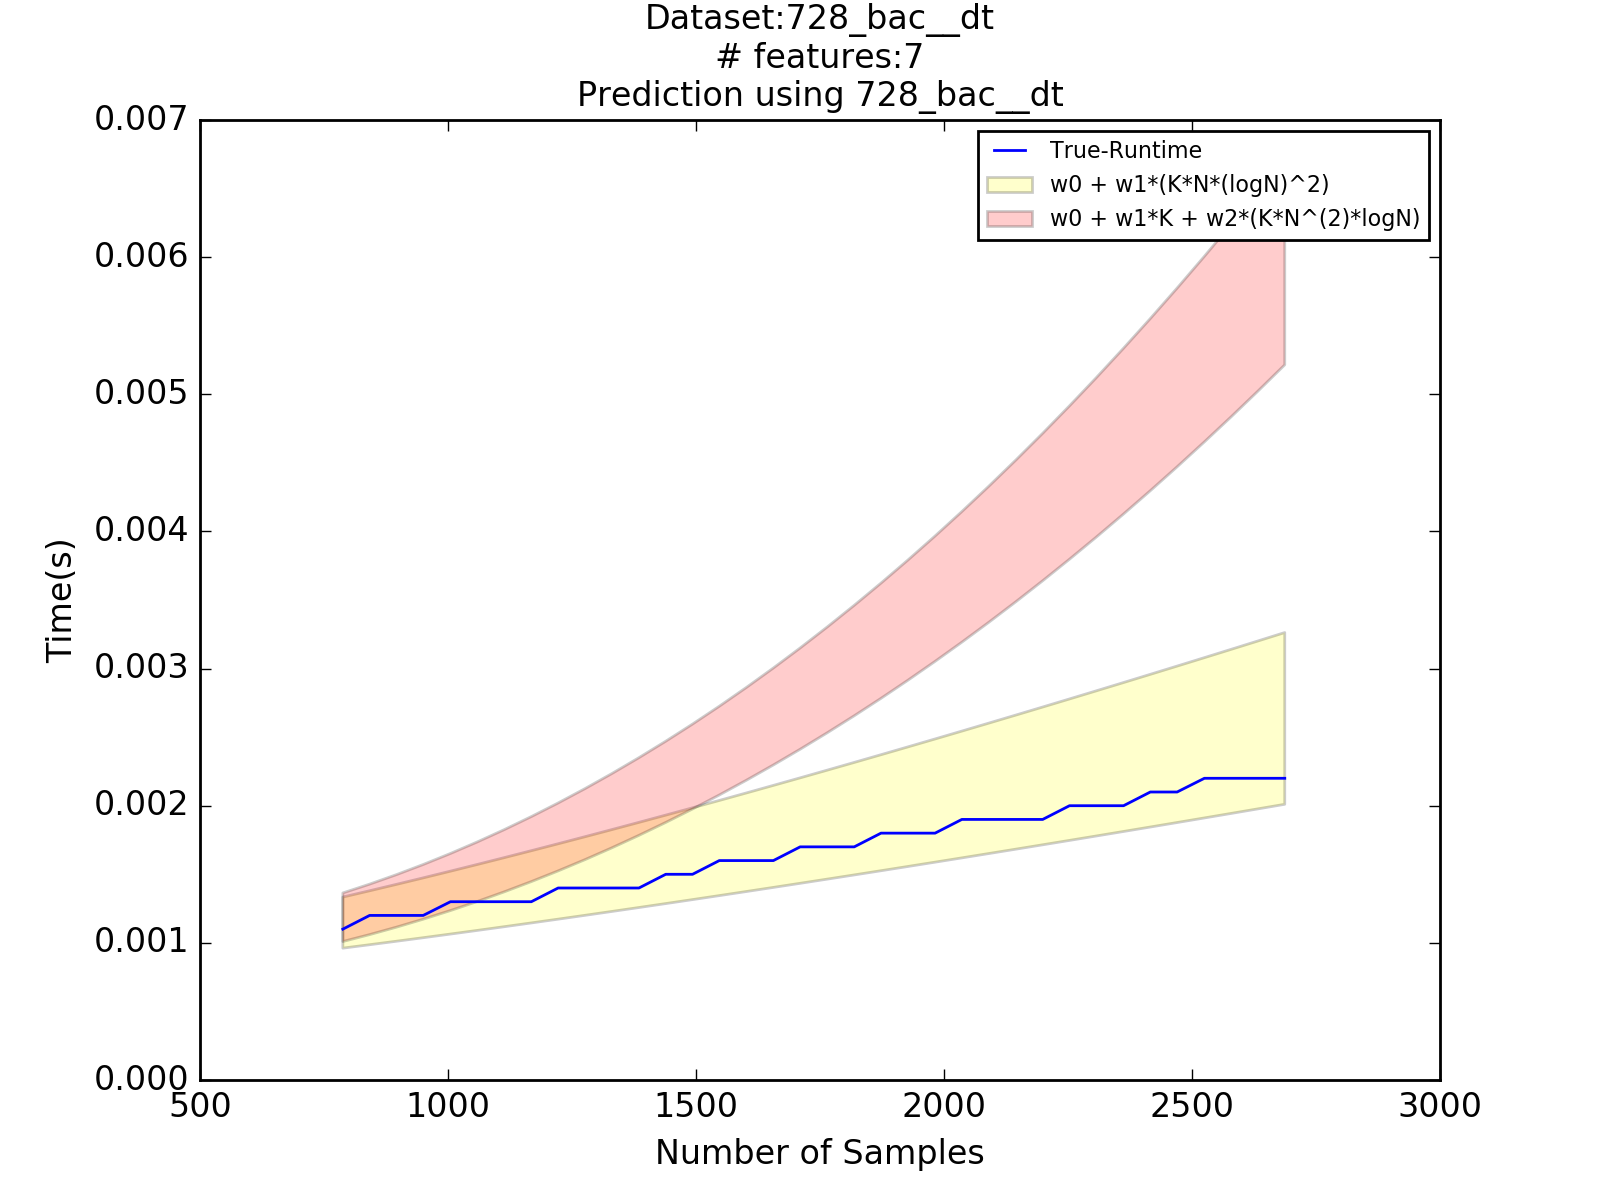 Dataset:728_bac__dt
# features:7
Prediction using 728_bac__dt
True-Runtime
w0 + w1*(K*N*(logN)^2)
w0 + w1*K + w2*(K*N^(2)*logN)
0.007
0.006
0.005
0.004
0.003
0.002
0.001
0.000
Time(s)
500 1000 1500 2000 2500 3000
Number of Samples